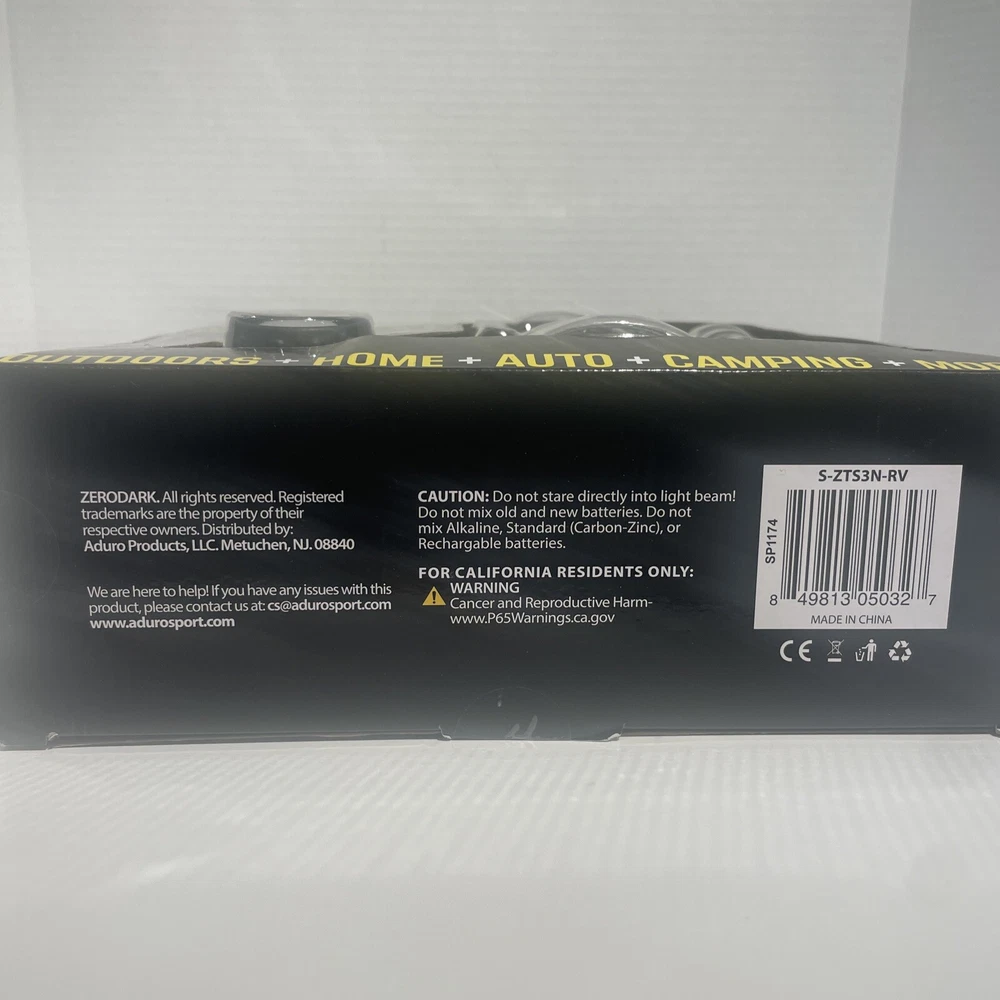 OUTDOORS + HOME + AUTO + CAMPING +
ZERODARK. All rights reserved. Registered
trademarks are the property of their
respective owners. Distributed by:
Aduro Products, LLC. Metuchen, NJ. 08840
We are here to help! If you have any issues with this
product, please contact us at: cs@adurosport.com
www.adurosport.com
CAUTION: Do not stare directly into light beam!
Do not mix old and new batteries. Do not
mix Alkaline, Standard (Carbon-Zinc), or
Rechargable batteries.
FOR CALIFORNIA RESIDENTS ONLY:
WARNING
Cancer and Reproductive Harm-
www.P65Warnings.ca.gov
S-ZTS3N-RV
SP1174
8 49813 05032 7
MADE IN CHINA
CE